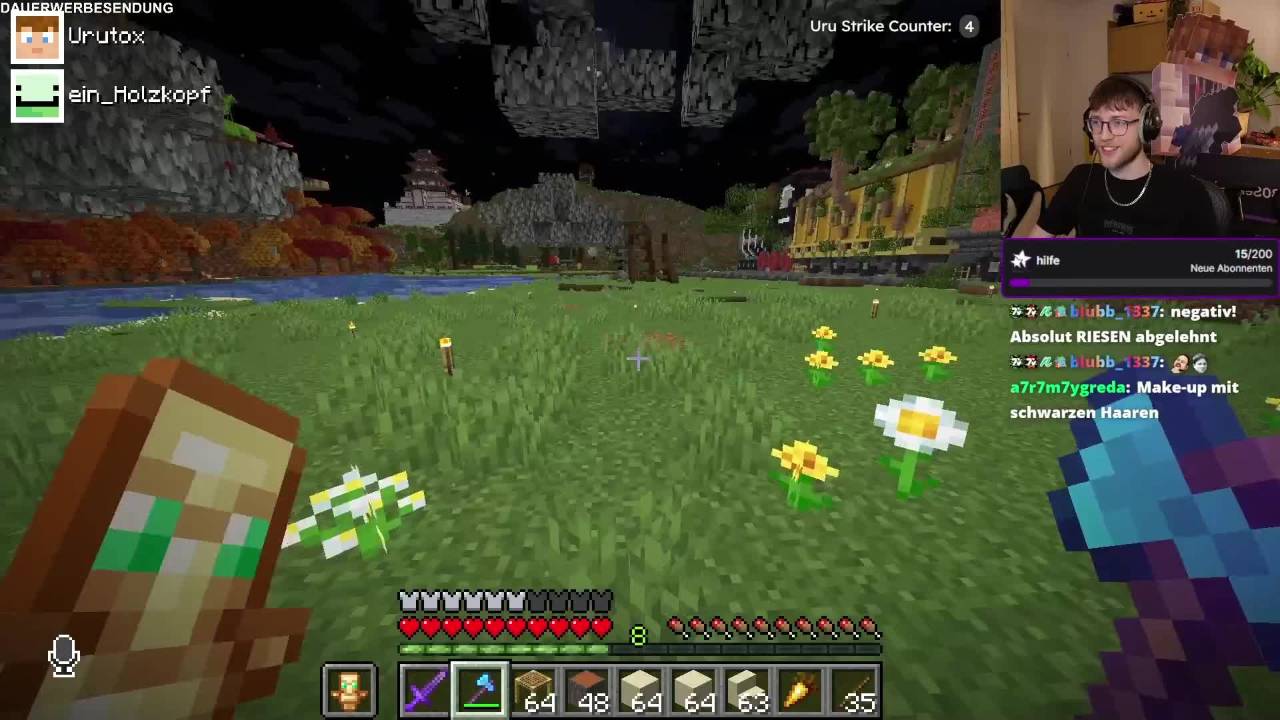 DAUERWERBESENDUNG
Urutox
ein_Holzkopf
Uru Strike Counter: 4
hilfe
15/200
Neue Abonnenten
blubb_1337: negativ!
Absolut RIESEN abgelehnt
blubb_1337:
a7r7m7ygreda: Make-up mit
schwarzen Haaren
8
64
48
64
64
63
35